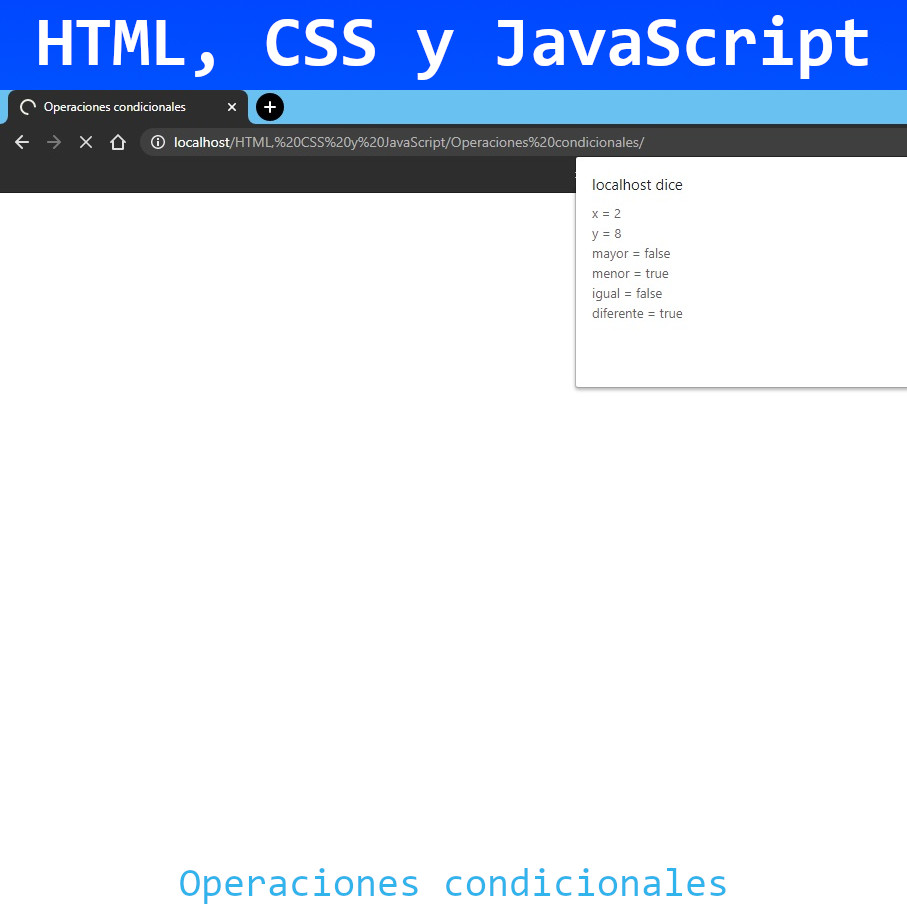 HTML, CSS y JavaScript
Operaciones condicionales
localhost/HTML,%20CSS%20y%20JavaScript/Operaciones%20condicionales/
localhost dice
x = 2
y = 8
mayor = false
menor = true
igual = false
diferente = true
Operaciones condicionales